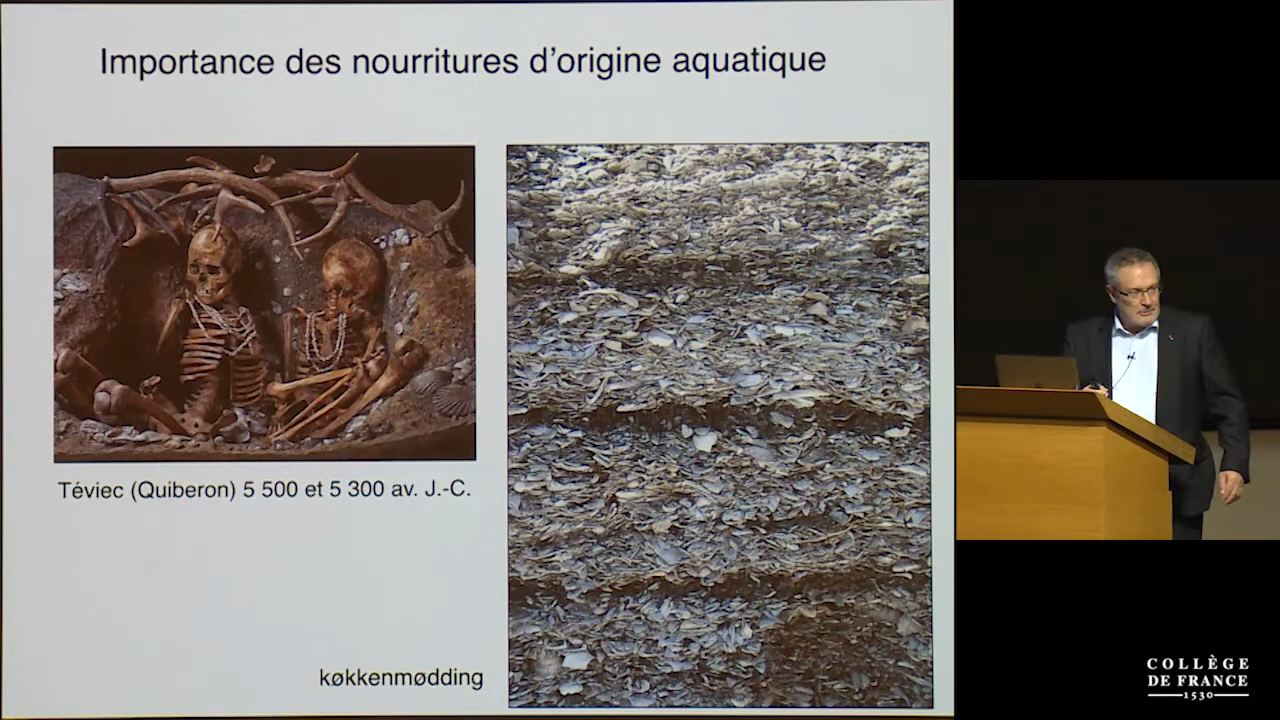 Importance des nourritures d'origine aquatique
Téviec (Quiberon) 5 500 et 5 300 av. J.-C.
køkkenmødding
COLLÈGE
DE FRANCE
1530